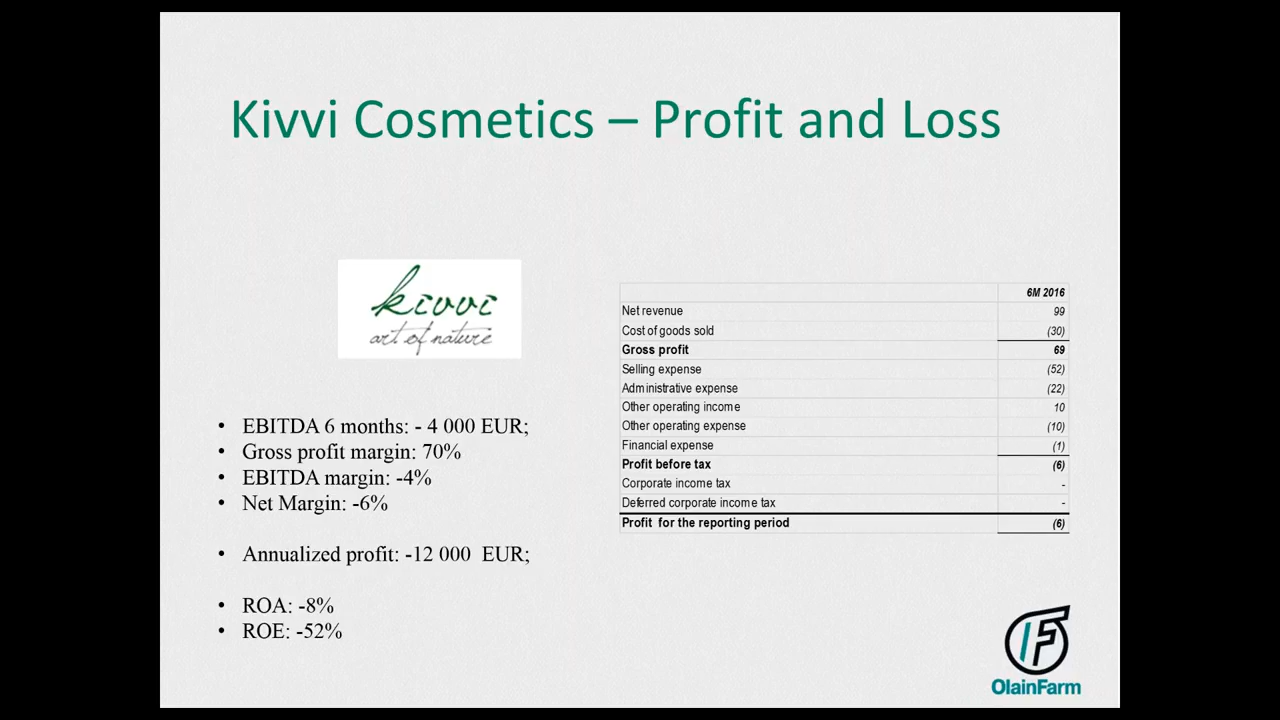 Kivvi Cosmetics – Profit and Loss
kivvi
art of nature
• EBITDA 6 months: - 4 000 EUR;
• Gross profit margin: 70%
• EBITDA margin: -4%
• Net Margin: -6%
• Annualized profit: -12 000 EUR;
• ROA: -8%
• ROE: -52%
6M 2016
Net revenue 99
Cost of goods sold (30)
Gross profit 69
Selling expense (52)
Administrative expense (22)
Other operating income 10
Other operating expense (10)
Financial expense (1)
Profit before tax (6)
Corporate income tax -
Deferred corporate income tax -
Profit for the reporting period (6)
OlainFarm